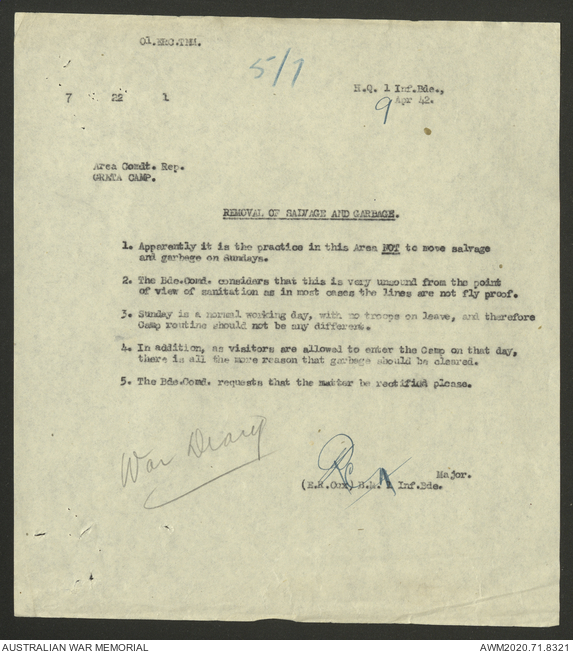 5/7
H.Q. 1 Inf.Bde.,
7 22 1
9 Apr 42.
Area Comdt. Rep.
GRETA CAMP.
REMOVAL OF SALVAGE AND GARBAGE.
1. Apparently it is the practice in this Area NOT to move salvage
and garbage on Sundays.
2. The Bde.Comd. considers that this is very unsound from the point
of view of sanitation as in most cases the lines are not fly proof.
3. Sunday is a normal working day, with no troops on leave, and therefore
Camp routine should not be any different.
4. In addition, as visitors are allowed to enter the Camp on that day,
there is all the more reason that garbage should be cleared.
5. The Bde.Comd. requests that the matter be rectified please.
War Diary
Major.
B.M. 1 Inf.Bde.
AUSTRALIAN WAR MEMORIAL
AWM2020.71.8321